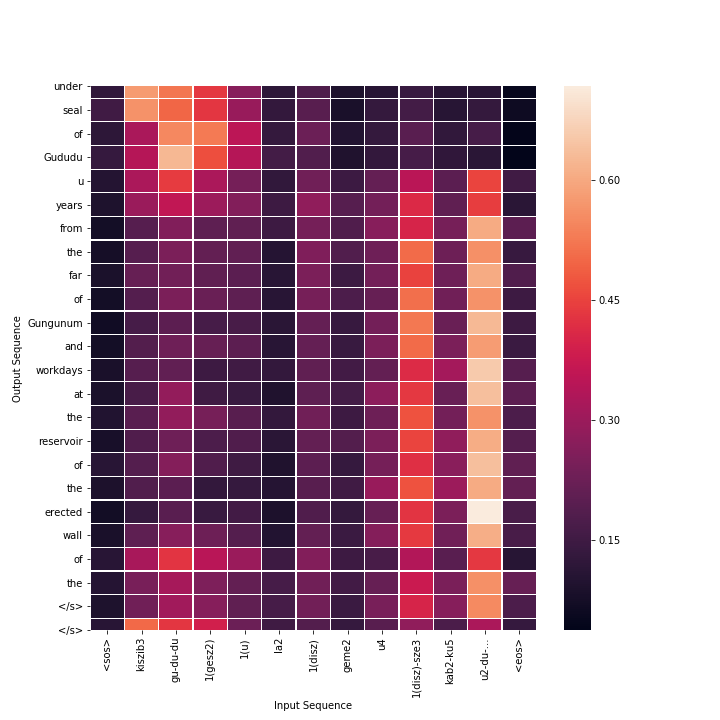 under
seal
of
Gududu
u
years
from
the
far
of
Gungunum
and
workdays
at
the
reservoir
of
the
erected
wall
of
the
</s>
</s>
Output Sequence
0.60
0.45
0.30
0.15
<sos>
kiszib3
gu-du-du
1(gesz2)
1(u)
la2
1(disz)
geme2
u4
1(disz)-sze3
kab2-ku5
u2-du-...
<eos>
Input Sequence